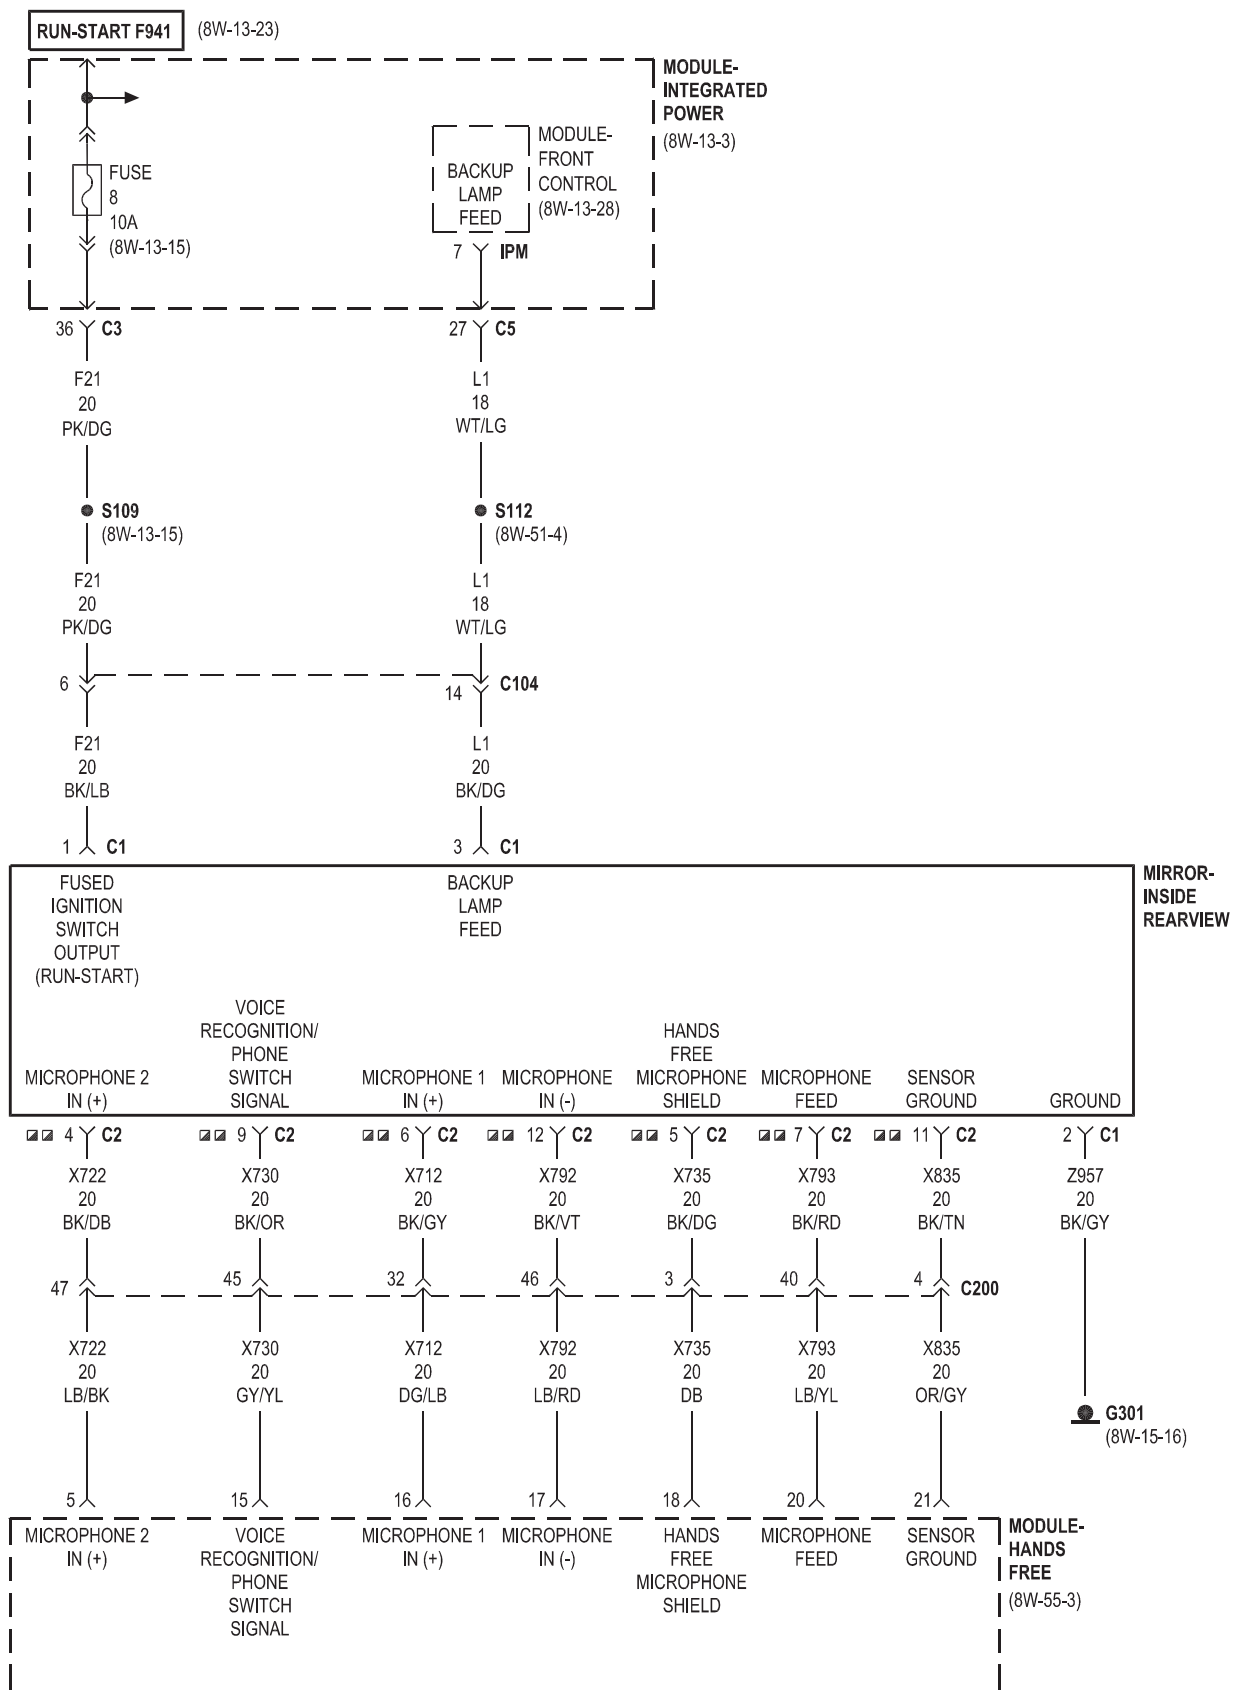 RUN-START F941 (8W-13-23)
MODULE-
INTEGRATED
POWER
(8W-13-3)
FUSE
8
10A
(8W-13-15)
BACKUP
LAMP
FEED
MODULE-
FRONT
CONTROL
(8W-13-28)
7 IPM
36 C3
27 C5
F21
20
PK/DG
L1
18
WT/LG
S109
(8W-13-15)
S112
(8W-51-4)
F21
20
PK/DG
L1
18
WT/LG
6
14 C104
F21
20
BK/LB
L1
20
BK/DG
1 C1
3 C1
MIRROR-
INSIDE
REARVIEW
FUSED
IGNITION
SWITCH
OUTPUT
(RUN-START)
BACKUP
LAMP
FEED
MICROPHONE 2
IN (+)
VOICE
RECOGNITION/
PHONE
SWITCH
SIGNAL
MICROPHONE 1
IN (+)
MICROPHONE
IN (-)
HANDS
FREE
MICROPHONE
SHIELD
MICROPHONE
FEED
SENSOR
GROUND
GROUND
4 C2
9 C2
6 C2
12 C2
5 C2
7 C2
11 C2
2 C1
X722
20
BK/DB
X730
20
BK/OR
X712
20
BK/GY
X792
20
BK/VT
X735
20
BK/DG
X793
20
BK/RD
X835
20
BK/TN
Z957
20
BK/GY
47
45
32
46
3
40
4
C200
X722
20
LB/BK
X730
20
GY/YL
X712
20
DG/LB
X792
20
LB/RD
X735
20
DB
X793
20
LB/YL
X835
20
OR/GY
G301
(8W-15-16)
5
15
16
17
18
20
21
MICROPHONE 2
IN (+)
VOICE
RECOGNITION/
PHONE
SWITCH
SIGNAL
MICROPHONE 1
IN (+)
MICROPHONE
IN (-)
HANDS
FREE
MICROPHONE
SHIELD
MICROPHONE
FEED
SENSOR
GROUND
MODULE-
HANDS
FREE
(8W-55-3)